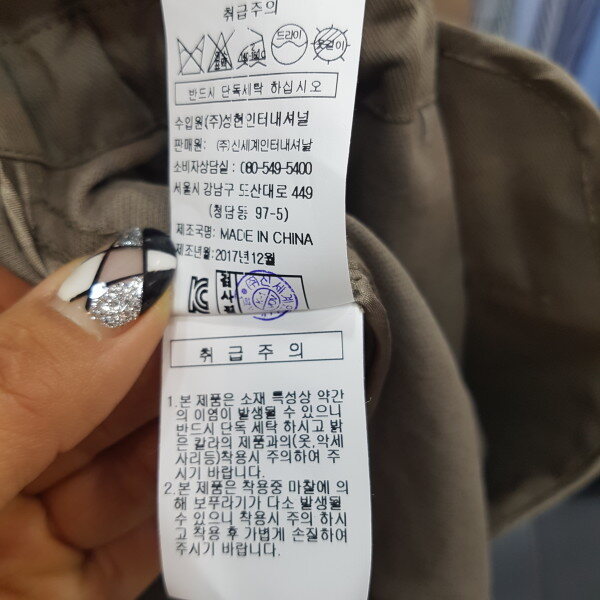 취급주의
드라이
옷걸이
반드시 단독세탁 하십시오
수입원(주)성현인터내셔널
판매원: (주)신세계인터내셔날
소비자상담실 : 080-549-5400
서울시 강남구 도산대로 449
(청담동 97-5)
제조국명: MADE IN CHINA
제조년월: 2017년12월
검사필
신세계
취급주의
1.본 제품은 소재 특성상 약간
의 이염이 발생될 수 있으니
반드시 단독 세탁 하시고 밝
은 칼라의 제품과의(옷,악세
사리등)착용시 주의하여 주
시기 바랍니다.
2.본 제품은 착용중 마찰에 의
해 보푸라기가 다소 발생될
수 있으니 착용시 주의 하시
고 착용 후 가볍게 손질하여
주시기 바랍니다.